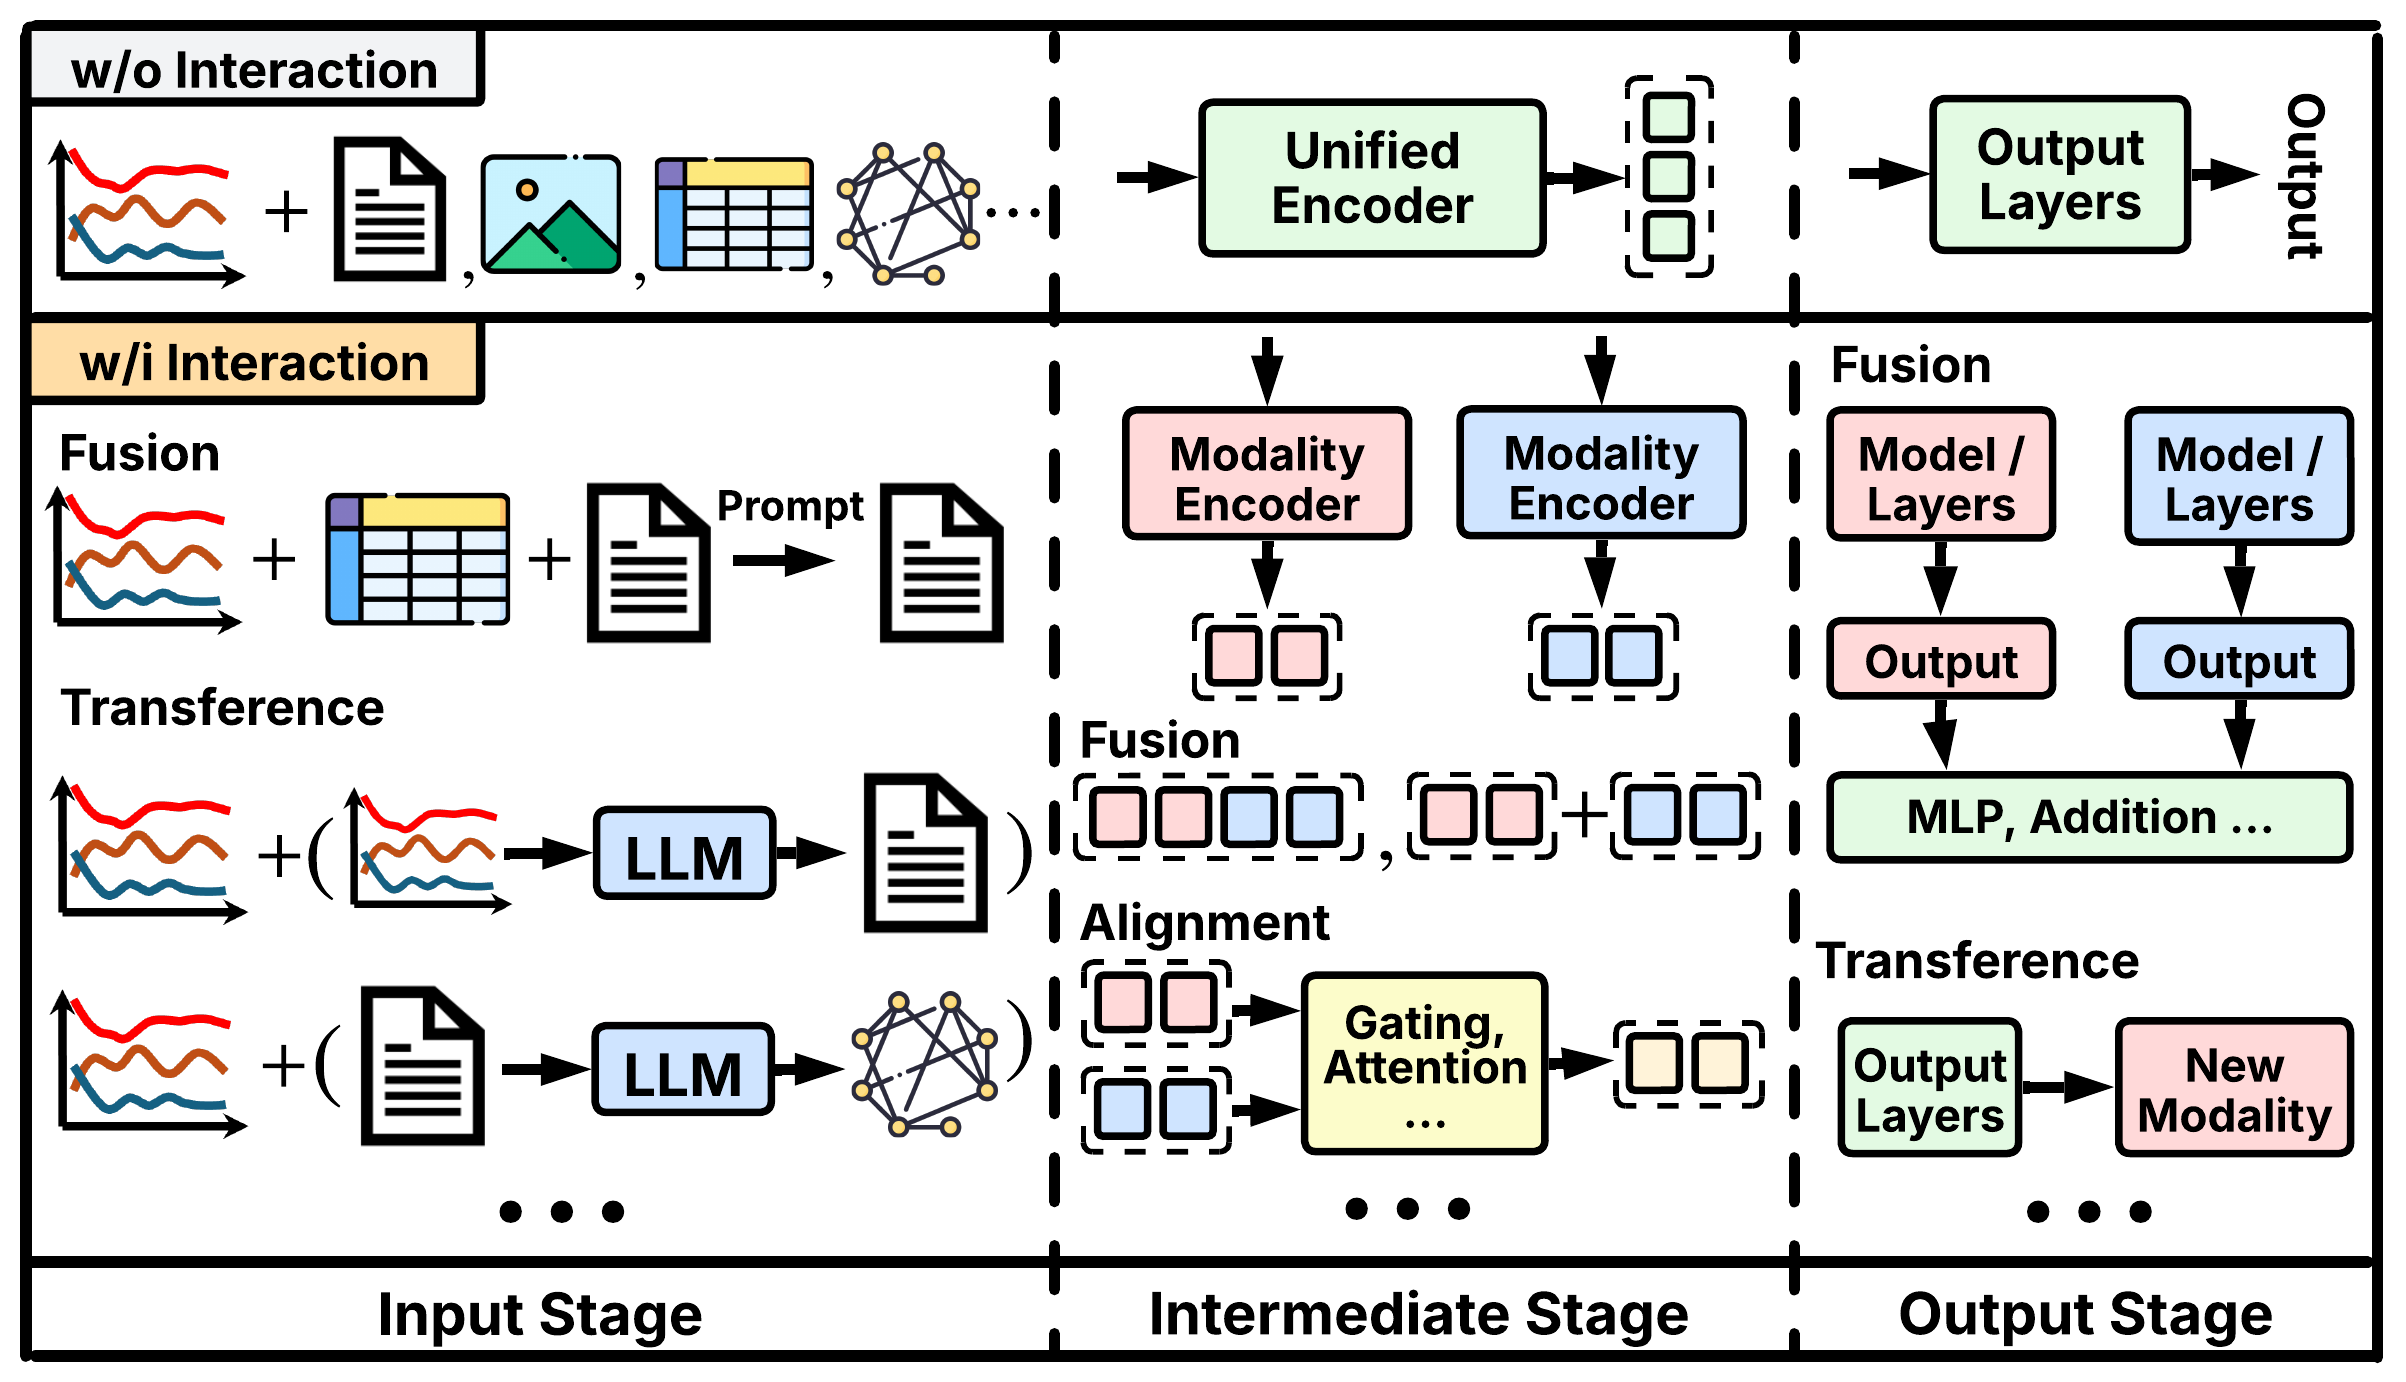 w/o Interaction
+
,
,
,
...
Unified
Encoder
Output
Layers
Output
w/i Interaction
Fusion
+
+
Prompt
Transference
+(
LLM
)
+(
LLM
)
...
Modality
Encoder
Modality
Encoder
Fusion
,
+
Alignment
Gating,
Attention
...
...
Fusion
Model /
Layers
Model /
Layers
Output
Output
MLP, Addition ...
Transference
Output
Layers
New
Modality
...
Input Stage
Intermediate Stage
Output Stage